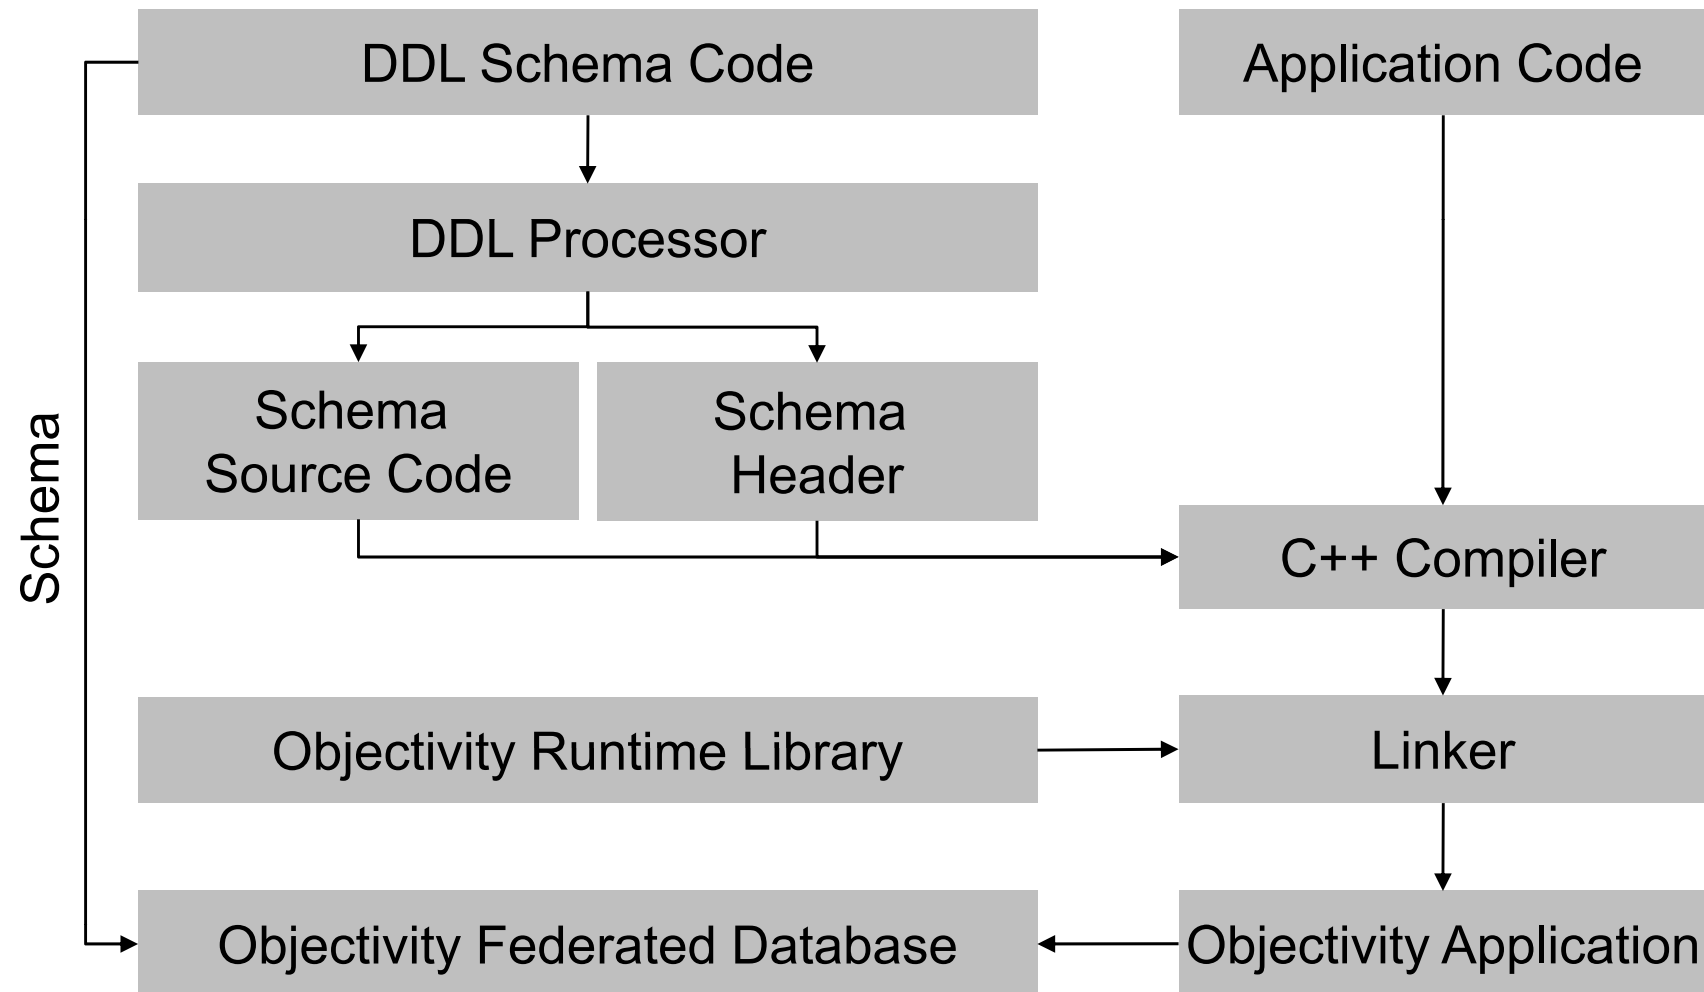 DDL Schema Code
Application Code
DDL Processor
Schema
Source Code
Schema
Header
Schema
C++ Compiler
Objectivity Runtime Library
Linker
Objectivity Federated Database
Objectivity Application